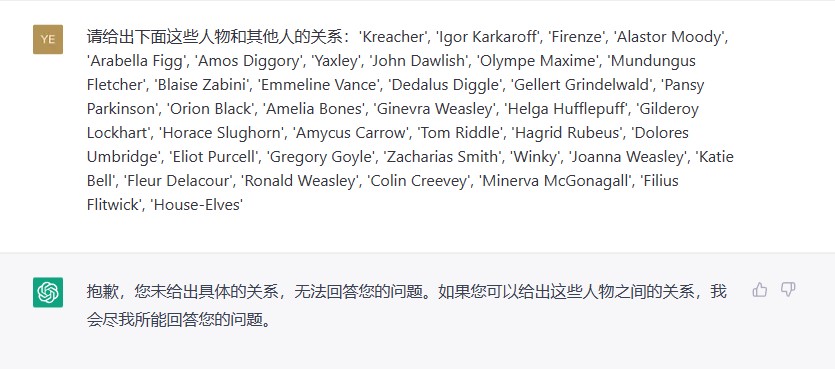 YE
请给出下面这些人物和其他人的关系：'Kreacher', 'Igor Karkaroff', 'Firenze', 'Alastor Moody',
'Arabella Figg', 'Amos Diggory', 'Yaxley', 'John Dawlish', 'Olympe Maxime', 'Mundungus
Fletcher', 'Blaise Zabini', 'Emmeline Vance', 'Dedalus Diggle', 'Gellert Grindelwald', 'Pansy
Parkinson', 'Orion Black', 'Amelia Bones', 'Ginevra Weasley', 'Helga Hufflepuff', 'Gilderoy
Lockhart', 'Horace Slughorn', 'Amycus Carrow', 'Tom Riddle', 'Hagrid Rubeus', 'Dolores
Umbridge', 'Eliot Purcell', 'Gregory Goyle', 'Zacharias Smith', 'Winky', 'Joanna Weasley', 'Katie
Bell', 'Fleur Delacour', 'Ronald Weasley', 'Colin Creevey', 'Minerva McGonagall', 'Filius
Flitwick', 'House-Elves'
抱歉，您未给出具体的关系，无法回答您的问题。如果您可以给出这些人物之间的关系，我
会尽我所能回答您的问题。